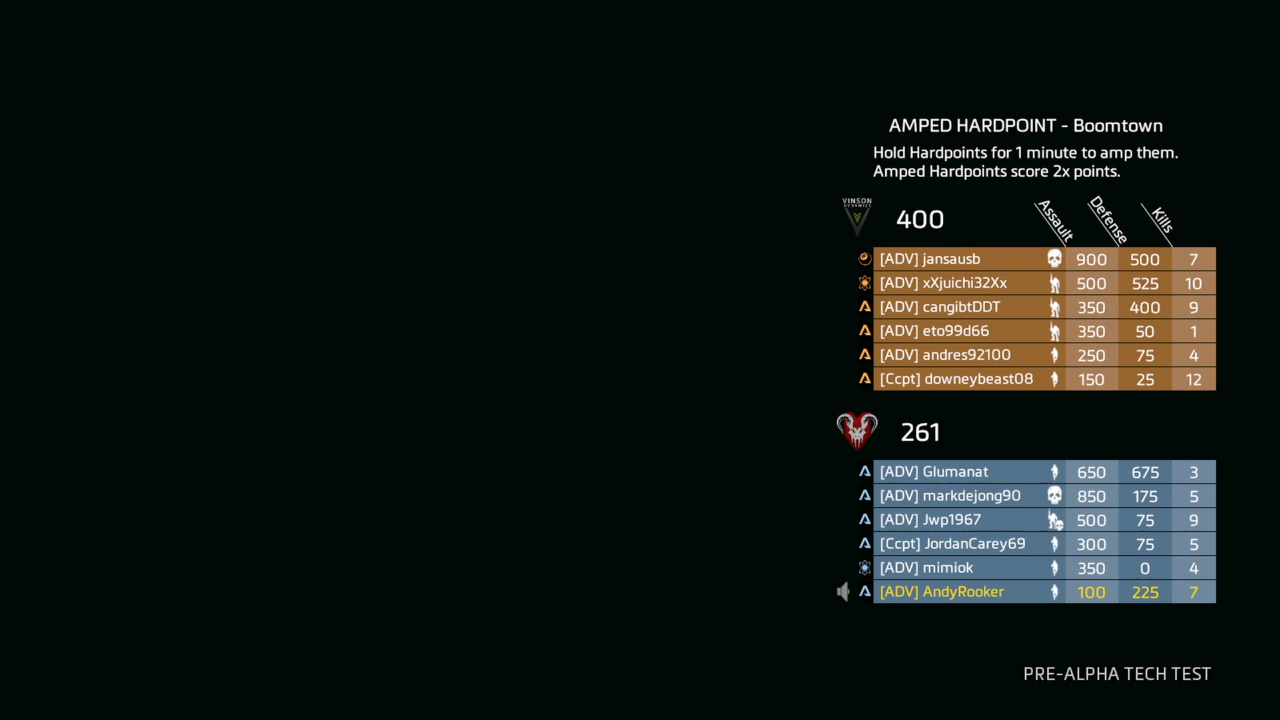 AMPED HARDPOINT - Boomtown
Hold Hardpoints for 1 minute to amp them.
Amped Hardpoints score 2x points.
VINSON
DYNAMICS
400
Assault Defense Kills
[ADV] jansausb 900 500 7
[ADV] xXjuichi32Xx 500 525 10
[ADV] cangibtDDT 350 400 9
[ADV] eto99d66 350 50 1
[ADV] andres92100 250 75 4
[Ccpt] downeybeast08 150 25 12
261
[ADV] Glumanat 650 675 3
[ADV] markdejong90 850 175 5
[ADV] Jwp1967 500 75 9
[Ccpt] JordanCarey69 300 75 5
[ADV] mimiok 350 0 4
[ADV] AndyRooker 100 225 7
PRE-ALPHA TECH TEST